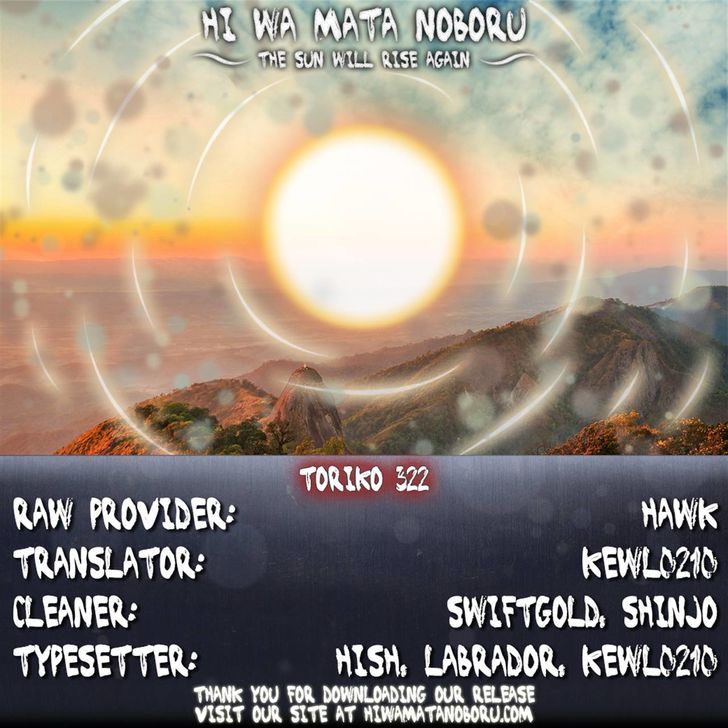 HI WA MATA NOBORU
THE SUN WILL RISE AGAIN
TORIKO 322
RAW PROVIDER: HAWK
TRANSLATOR: KEWL0210
CLEANER: SWIFTGOLD, SHINJO
TYPESETTER: HISH, LABRADOR, KEWL0210
THANK YOU FOR DOWNLOADING OUR RELEASE
VISIT OUR SITE AT HIWAMATANOBORU.COM